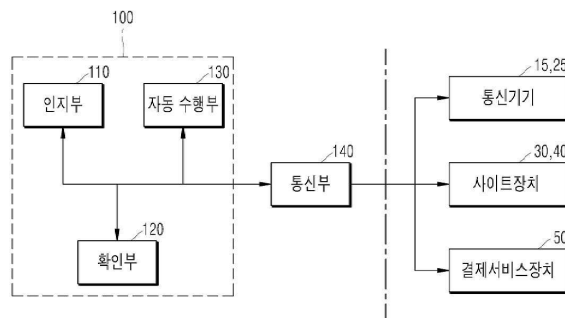 100
110
인지부
130
자동 수행부
120
확인부
140
통신부
15,25
통신기기
30,40
사이트장치
50
결제서비스장치